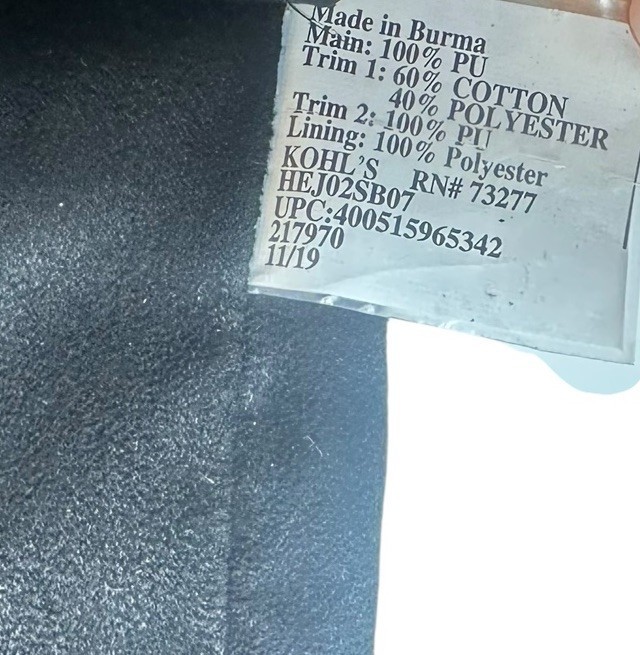 Made in Burma
Main: 100% PU
Trim 1: 60% COTTON
40% POLYESTER
Trim 2: 100% PU
Lining: 100% Polyester
KOHL'S RN# 73277
HEJ02SB07
UPC:400515965342
217970
11/19